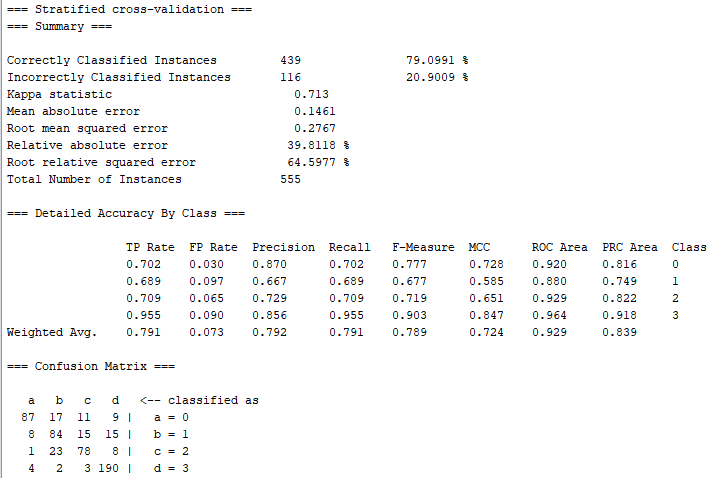 === Stratified cross-validation ===
=== Summary ===
Correctly Classified Instances 439 79.0991 %
Incorrectly Classified Instances 116 20.9009 %
Kappa statistic 0.713
Mean absolute error 0.1461
Root mean squared error 0.2767
Relative absolute error 39.8118 %
Root relative squared error 64.5977 %
Total Number of Instances 555
=== Detailed Accuracy By Class ===
TP Rate FP Rate Precision Recall F-Measure MCC ROC Area PRC Area Class
0.702 0.030 0.870 0.702 0.777 0.728 0.920 0.816 0
0.689 0.097 0.667 0.689 0.677 0.585 0.880 0.749 1
0.709 0.065 0.729 0.709 0.719 0.651 0.929 0.822 2
0.955 0.090 0.856 0.955 0.903 0.847 0.964 0.918 3
Weighted Avg. 0.791 0.073 0.792 0.791 0.789 0.724 0.929 0.839
=== Confusion Matrix ===
a b c d <-- classified as
87 17 11 9 | a = 0
8 84 15 15 | b = 1
1 23 78 8 | c = 2
4 2 3 190 | d = 3